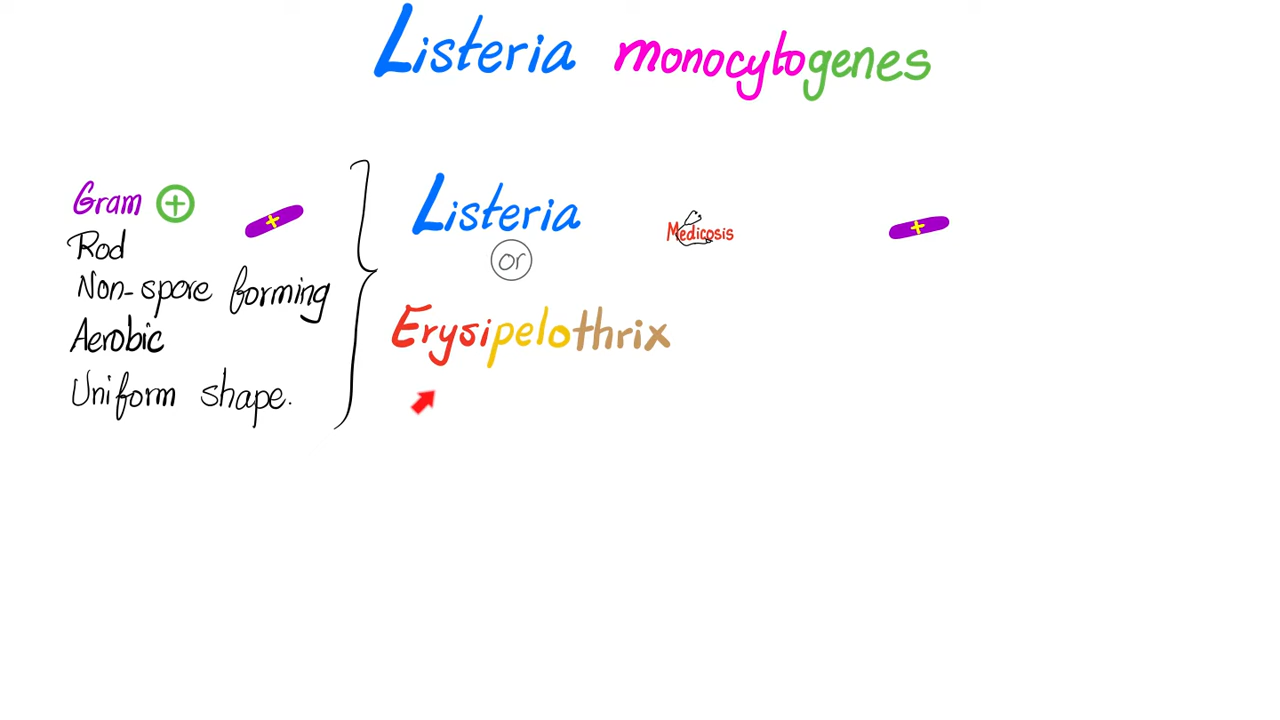 Listeria monocytogenes
Gram +
Rod
Non-spore forming
Aerobic
Uniform shape.
+
Listeria
or
Erysipelothrix
Medicosis
+